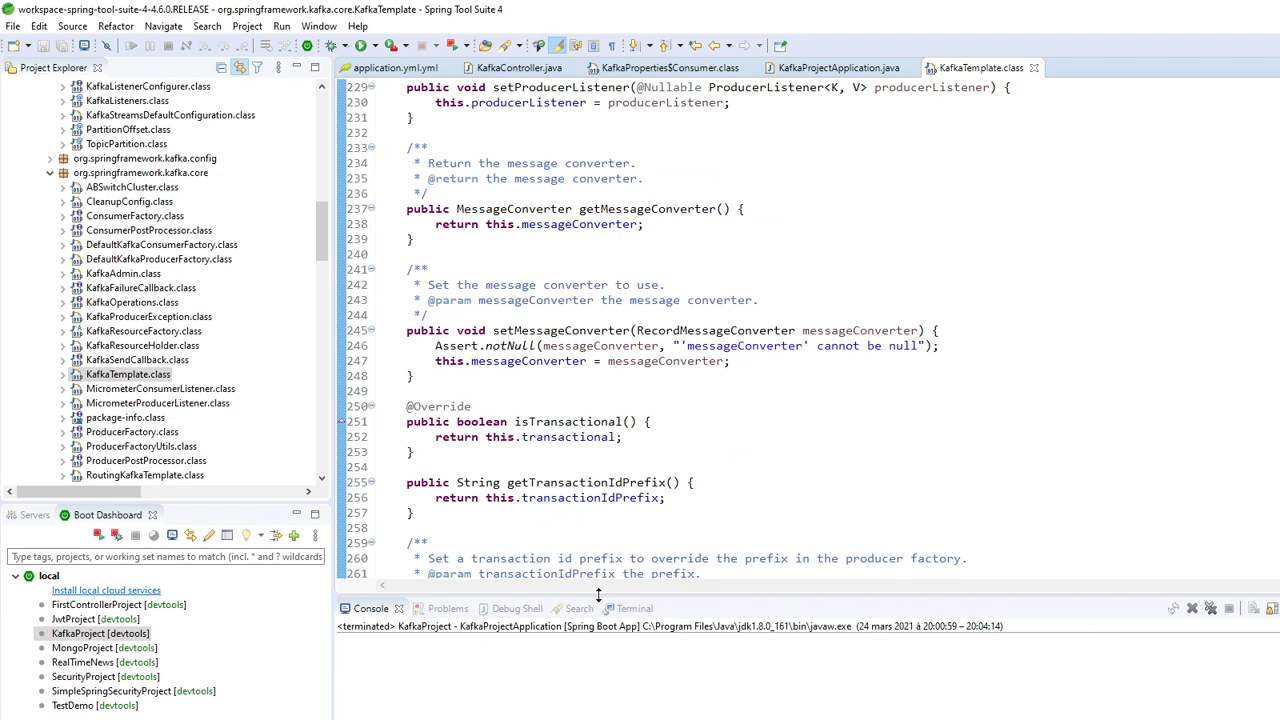 workspace-spring-tool-suite-4-4.6.0.RELEASE - org.springframework.kafka.core.KafkaTemplate - Spring Tool Suite 4
File Edit Source Refactor Navigate Search Project Run Window Help
Project Explorer
application.yml.yml KafkaController.java KafkaProperties$Consumer.class KafkaProjectApplication.java KafkaTemplate.class
KafkaListenerConfigurer.class
KafkaListeners.class
KafkaStreamsDefaultConfiguration.class
PartitionOffset.class
TopicPartition.class
org.springframework.kafka.config
org.springframework.kafka.core
ABSwitchCluster.class
CleanupConfig.class
ConsumerFactory.class
ConsumerPostProcessor.class
DefaultKafkaConsumerFactory.class
DefaultKafkaProducerFactory.class
KafkaAdmin.class
KafkaFailureCallback.class
KafkaOperations.class
KafkaProducerException.class
KafkaResourceFactory.class
KafkaResourceHolder.class
KafkaSendCallback.class
KafkaTemplate.class
MicrometerConsumerListener.class
MicrometerProducerListener.class
package-info.class
ProducerFactory.class
ProducerFactoryUtils.class
ProducerPostProcessor.class
RoutingKafkaTemplate.class
229 public void setProducerListener(@Nullable ProducerListener<K, V> producerListener) {
230 this.producerListener = producerListener;
231 }
232
233 /**
234 * Return the message converter.
235 * @return the message converter.
236 */
237 public MessageConverter getMessageConverter() {
238 return this.messageConverter;
239 }
240
241 /**
242 * Set the message converter to use.
243 * @param messageConverter the message converter.
244 */
245 public void setMessageConverter(RecordMessageConverter messageConverter) {
246 Assert.notNull(messageConverter, "'messageConverter' cannot be null");
247 this.messageConverter = messageConverter;
248 }
249
250 @Override
251 public boolean isTransactional() {
252 return this.transactional;
253 }
254
255 public String getTransactionIdPrefix() {
256 return this.transactionIdPrefix;
257 }
258
259 /**
260 * Set a transaction id prefix to override the prefix in the producer factory.
261 * @param transactionIdPrefix the prefix.
Servers Boot Dashboard
Type tags, projects, or working set names to match (incl. * and ? wildcards
local
Install local cloud services
FirstControllerProject [devtools]
JwtProject [devtools]
KafkaProject [devtools]
MongoProject [devtools]
RealTimeNews [devtools]
SecurityProject [devtools]
SimpleSpringSecurityProject [devtools]
TestDemo [devtools]
Console Problems Debug Shell Search Terminal
<terminated> KafkaProject - KafkaProjectApplication [Spring Boot App] C:\Program Files\Java\jdk1.8.0_161\bin\javaw.exe (24 mars 2021 à 20:00:59 – 20:04:14)